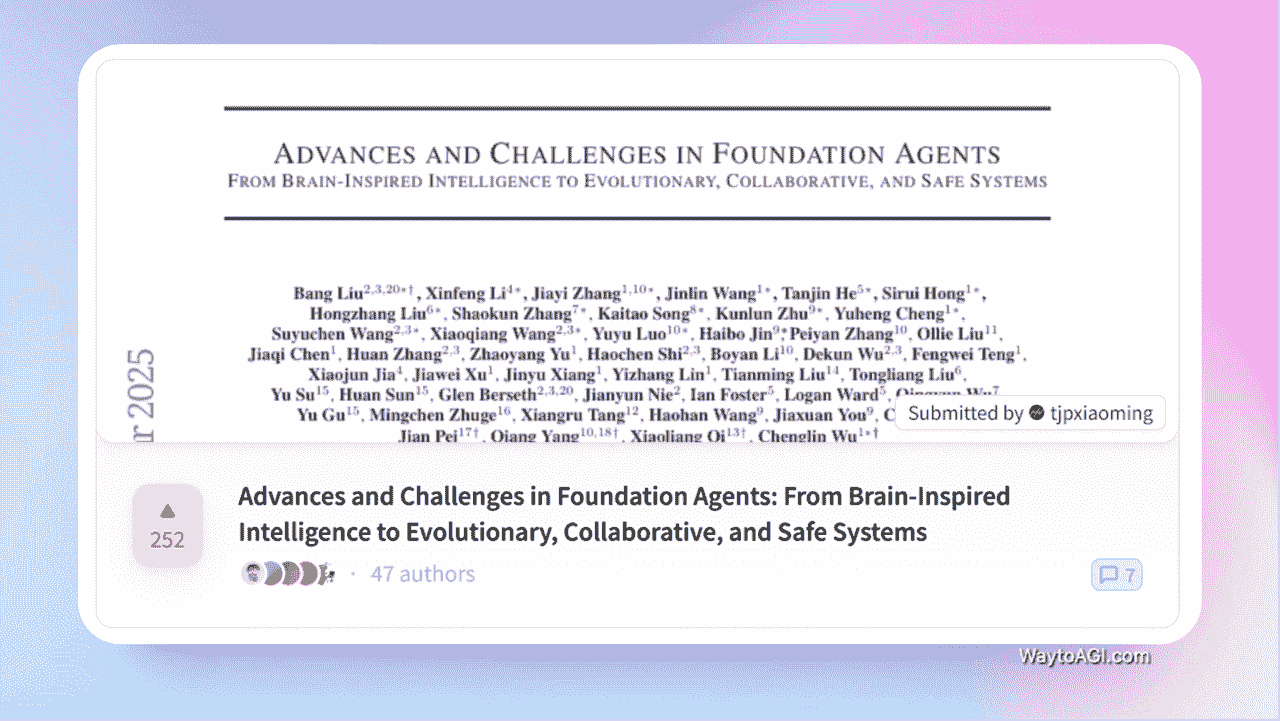 ADVANCES AND CHALLENGES IN FOUNDATION AGENTS
FROM BRAIN-INSPIRED INTELLIGENCE TO EVOLUTIONARY, COLLABORATIVE, AND SAFE SYSTEMS
Bang Liu2,3,20*†, Xinfeng Li4*, Jiayi Zhang1,10*, Jinlin Wang1*, Tanjin He5*, Sirui Hong1*,
Hongzhang Liu6*, Shaokun Zhang7*, Kaitao Song8*, Kunlun Zhu9*, Yuheng Cheng1*,
Suyuchen Wang2,3*, Xiaoqiang Wang2,3*, Yuyu Luo10*, Haibo Jin9*, Peiyan Zhang10, Ollie Liu11,
Jiaqi Chen1, Huan Zhang2,3, Zhaoyang Yu1, Haochen Shi2,3, Boyan Li10, Dekun Wu2,3, Fengwei Teng1,
Xiaojun Jia4, Jiawei Xu1, Jinyu Xiang1, Yizhang Lin1, Tianming Liu14, Tongliang Liu6,
Yu Su15, Huan Sun15, Glen Berseth2,3,20, Jianyun Nie2, Ian Foster5, Logan Ward5,
Yu Gu15, Mingchen Zhuge16, Xiangru Tang12, Haohan Wang9, Jiaxuan You9,
Jian Pei17†, Qiang Yang10,18†, Xiaoliang Qi13†, Chenglin Wu1*†
r 2025
Submitted by tjpxiaoming
252
Advances and Challenges in Foundation Agents: From Brain-Inspired
Intelligence to Evolutionary, Collaborative, and Safe Systems
· 47 authors
7
WaytoAGI.com